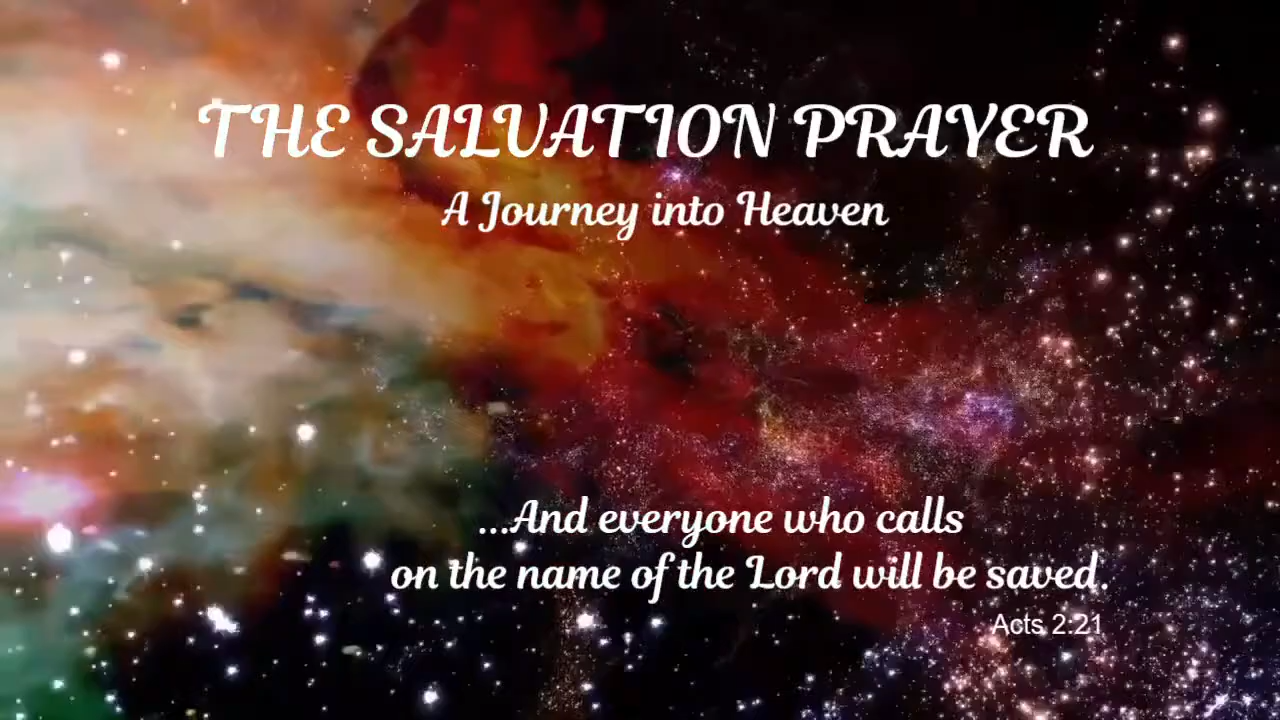 THE SALVATION PRAYER
A Journey into Heaven
...And everyone who calls
on the name of the Lord will be saved.
Acts 2:21